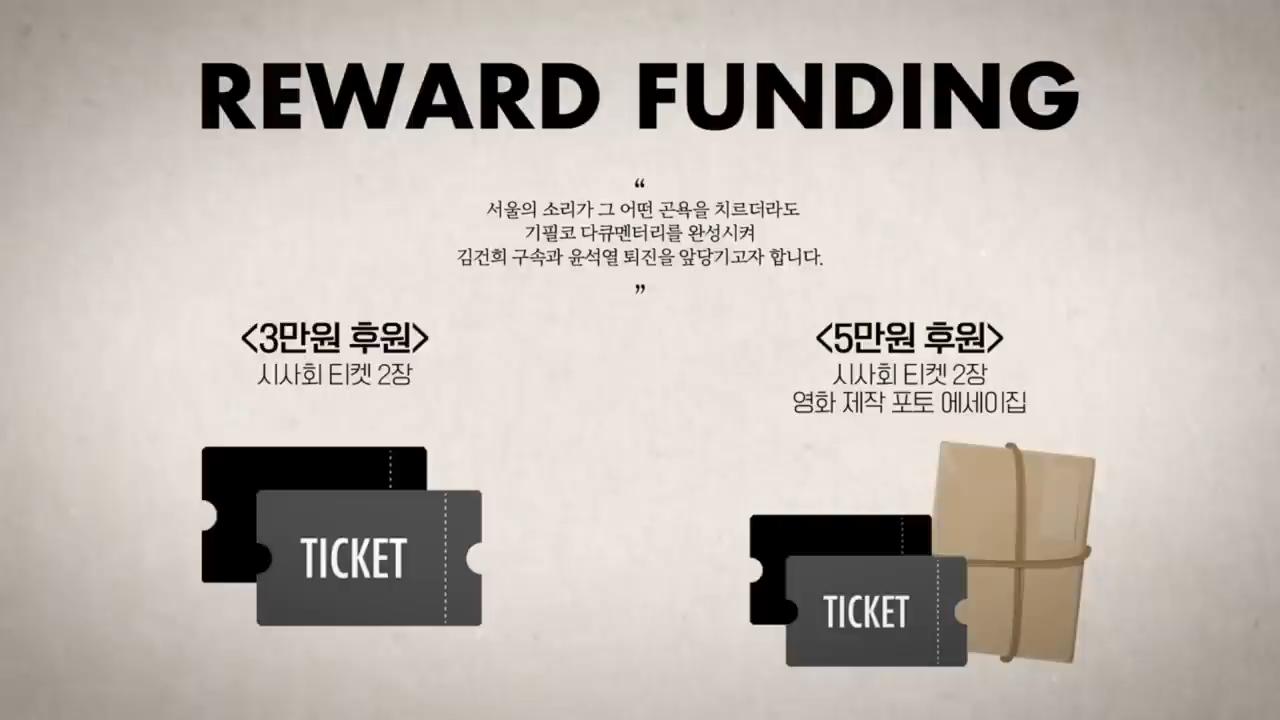 REWARD FUNDING
“
서울의 소리가 그 어떤 곤욕을 치르더라도
기필코 다큐멘터리를 완성시켜
김건희 구속과 윤석열 퇴진을 앞당기고자 합니다.
”
<3만원 후원>
시사회 티켓 2장
<5만원 후원>
시사회 티켓 2장
영화 제작 포토 에세이집
TICKET
TICKET